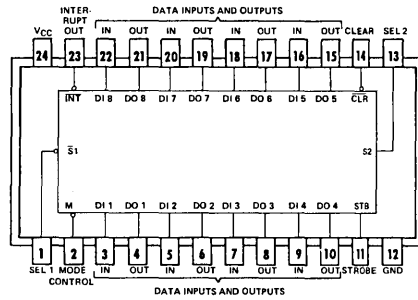 INTER-
RUPT
DATA INPUTS AND OUTPUTS
VCC OUT IN OUT IN OUT IN OUT IN OUT CLEAR SEL 2
24 23 22 21 20 19 18 17 16 15 14 13
INT DI 8 DO 8 DI 7 DO 7 DI 6 DO 6 DI 5 DO 5 CLR
S1 S2
M DI 1 DO 1 DI 2 DO 2 DI 3 DO 3 DI 4 DO 4 STB
1 2 3 4 5 6 7 8 9 10 11 12
SEL 1 MODE IN OUT IN OUT IN OUT IN OUT STROBE GND
CONTROL
DATA INPUTS AND OUTPUTS